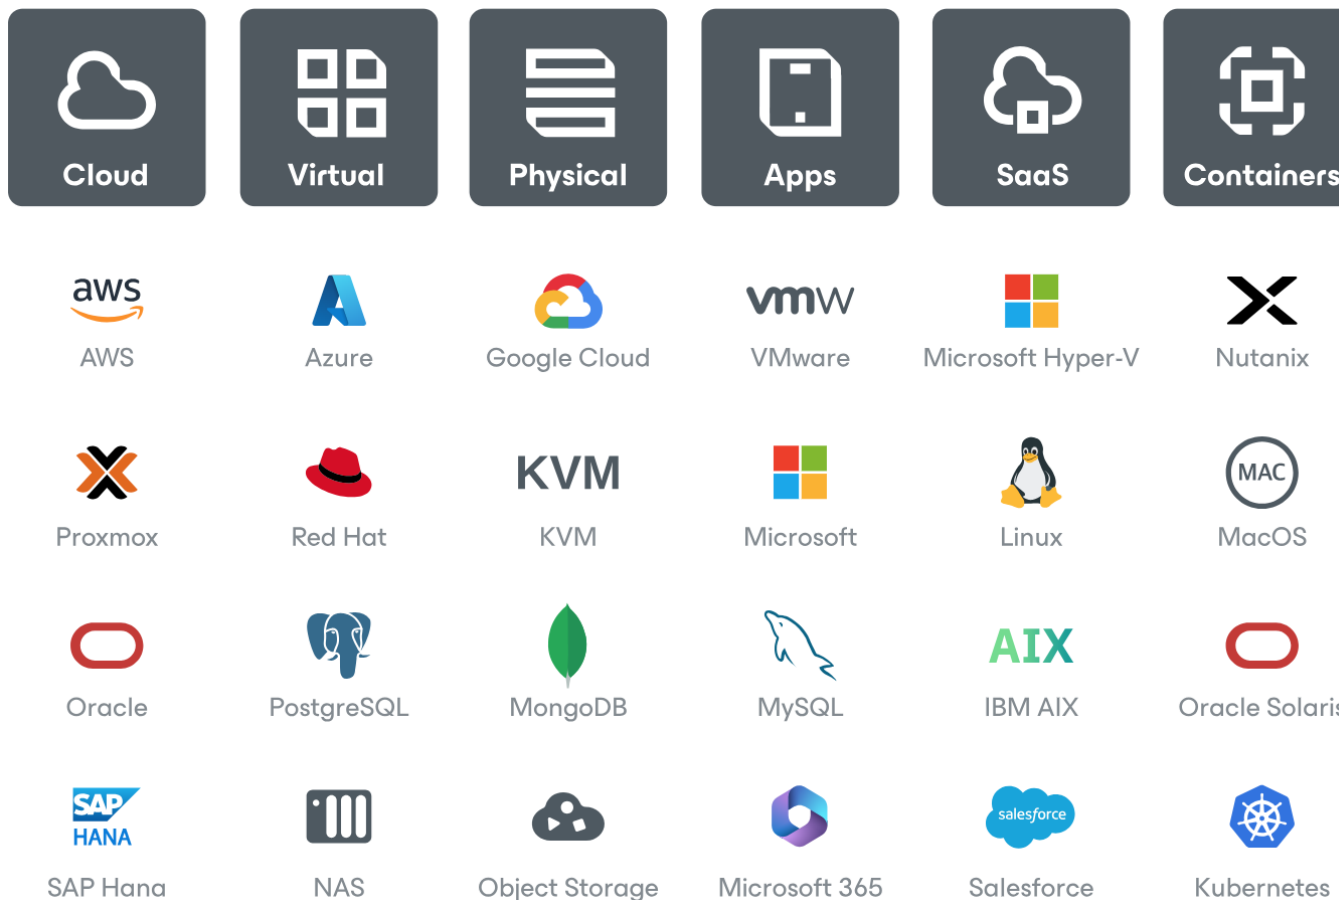 Cloud
Virtual
Physical
Apps
SaaS
Containers
aws
AWS
Azure
Google Cloud
vmw
VMware
Microsoft Hyper-V
Nutanix
Proxmox
Red Hat
KVM
KVM
Microsoft
Linux
MAC
MacOS
Oracle
PostgreSQL
MongoDB
MySQL
AIX
IBM AIX
Oracle Solaris
SAP
HANA
SAP Hana
NAS
Object Storage
Microsoft 365
salesforce
Salesforce
Kubernetes